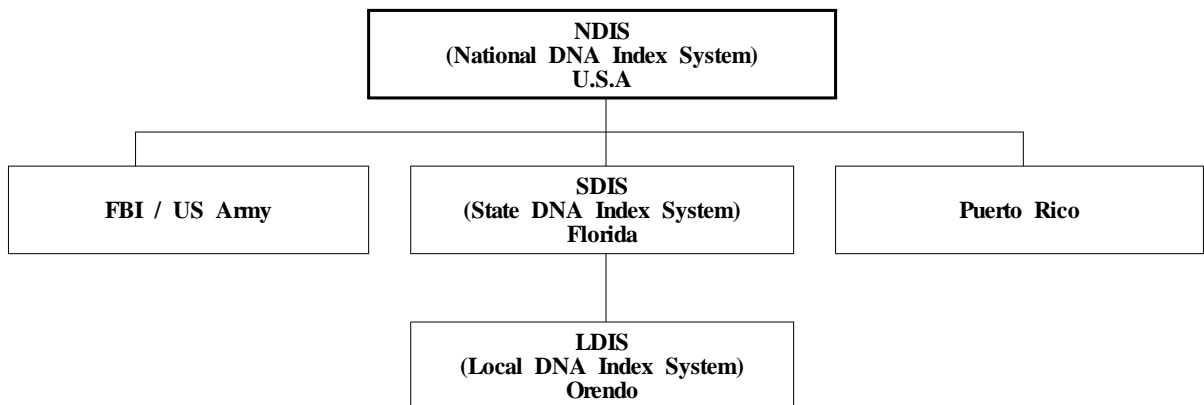 NDIS
(National DNA Index System)
U.S.A
FBI / US Army
SDIS
(State DNA Index System)
Florida
Puerto Rico
LDIS
(Local DNA Index System)
Orendo